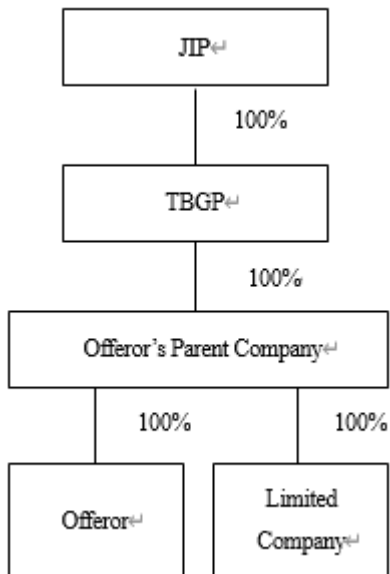 JIP↵
100%
TBGP↵
100%
Offeror's Parent Company↵
100%
100%
Offeror↵
Limited
Company↵